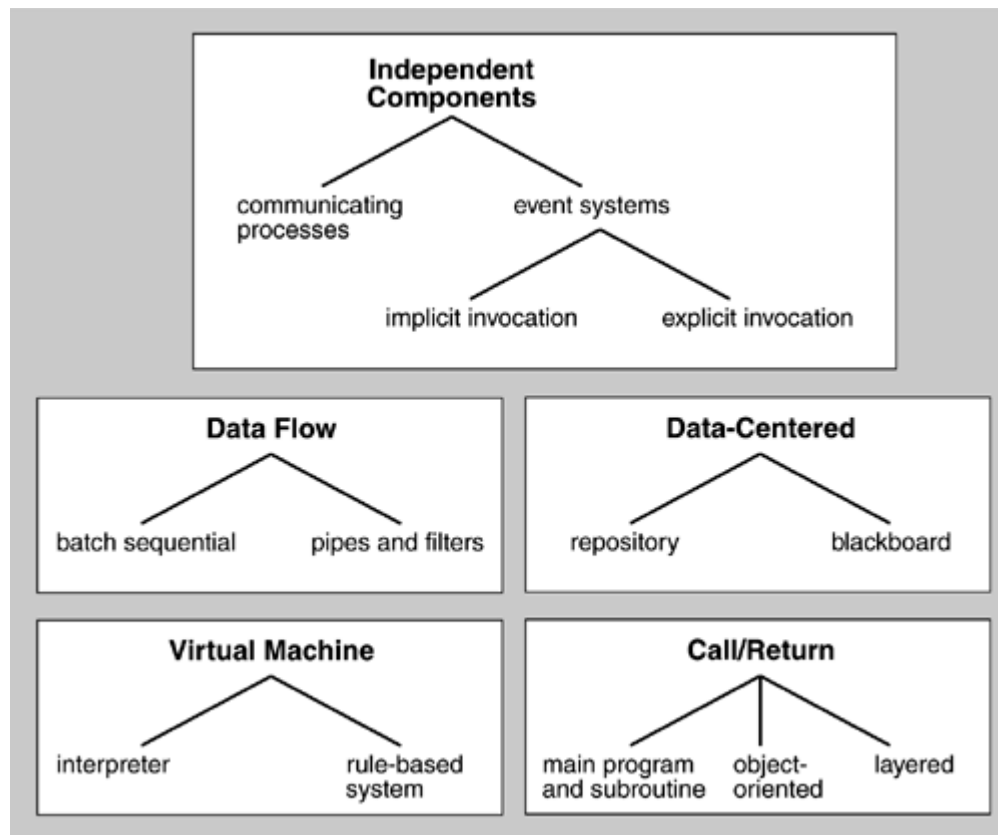 Independent
Components
communicating
processes
event systems
implicit invocation
explicit invocation
Data Flow
batch sequential
pipes and filters
Data-Centered
repository
blackboard
Virtual Machine
interpreter
rule-based
system
Call/Return
main program
and subroutine
object-
oriented
layered